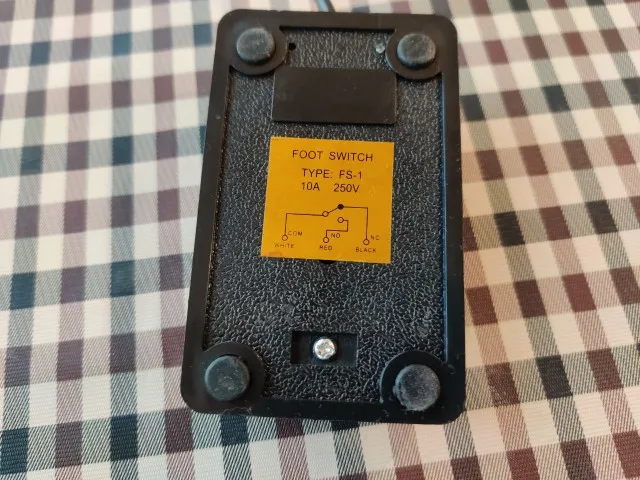 FOOT SWITCH
TYPE: FS-1
10A 250V
COM NO NC
WHITE RED BLACK